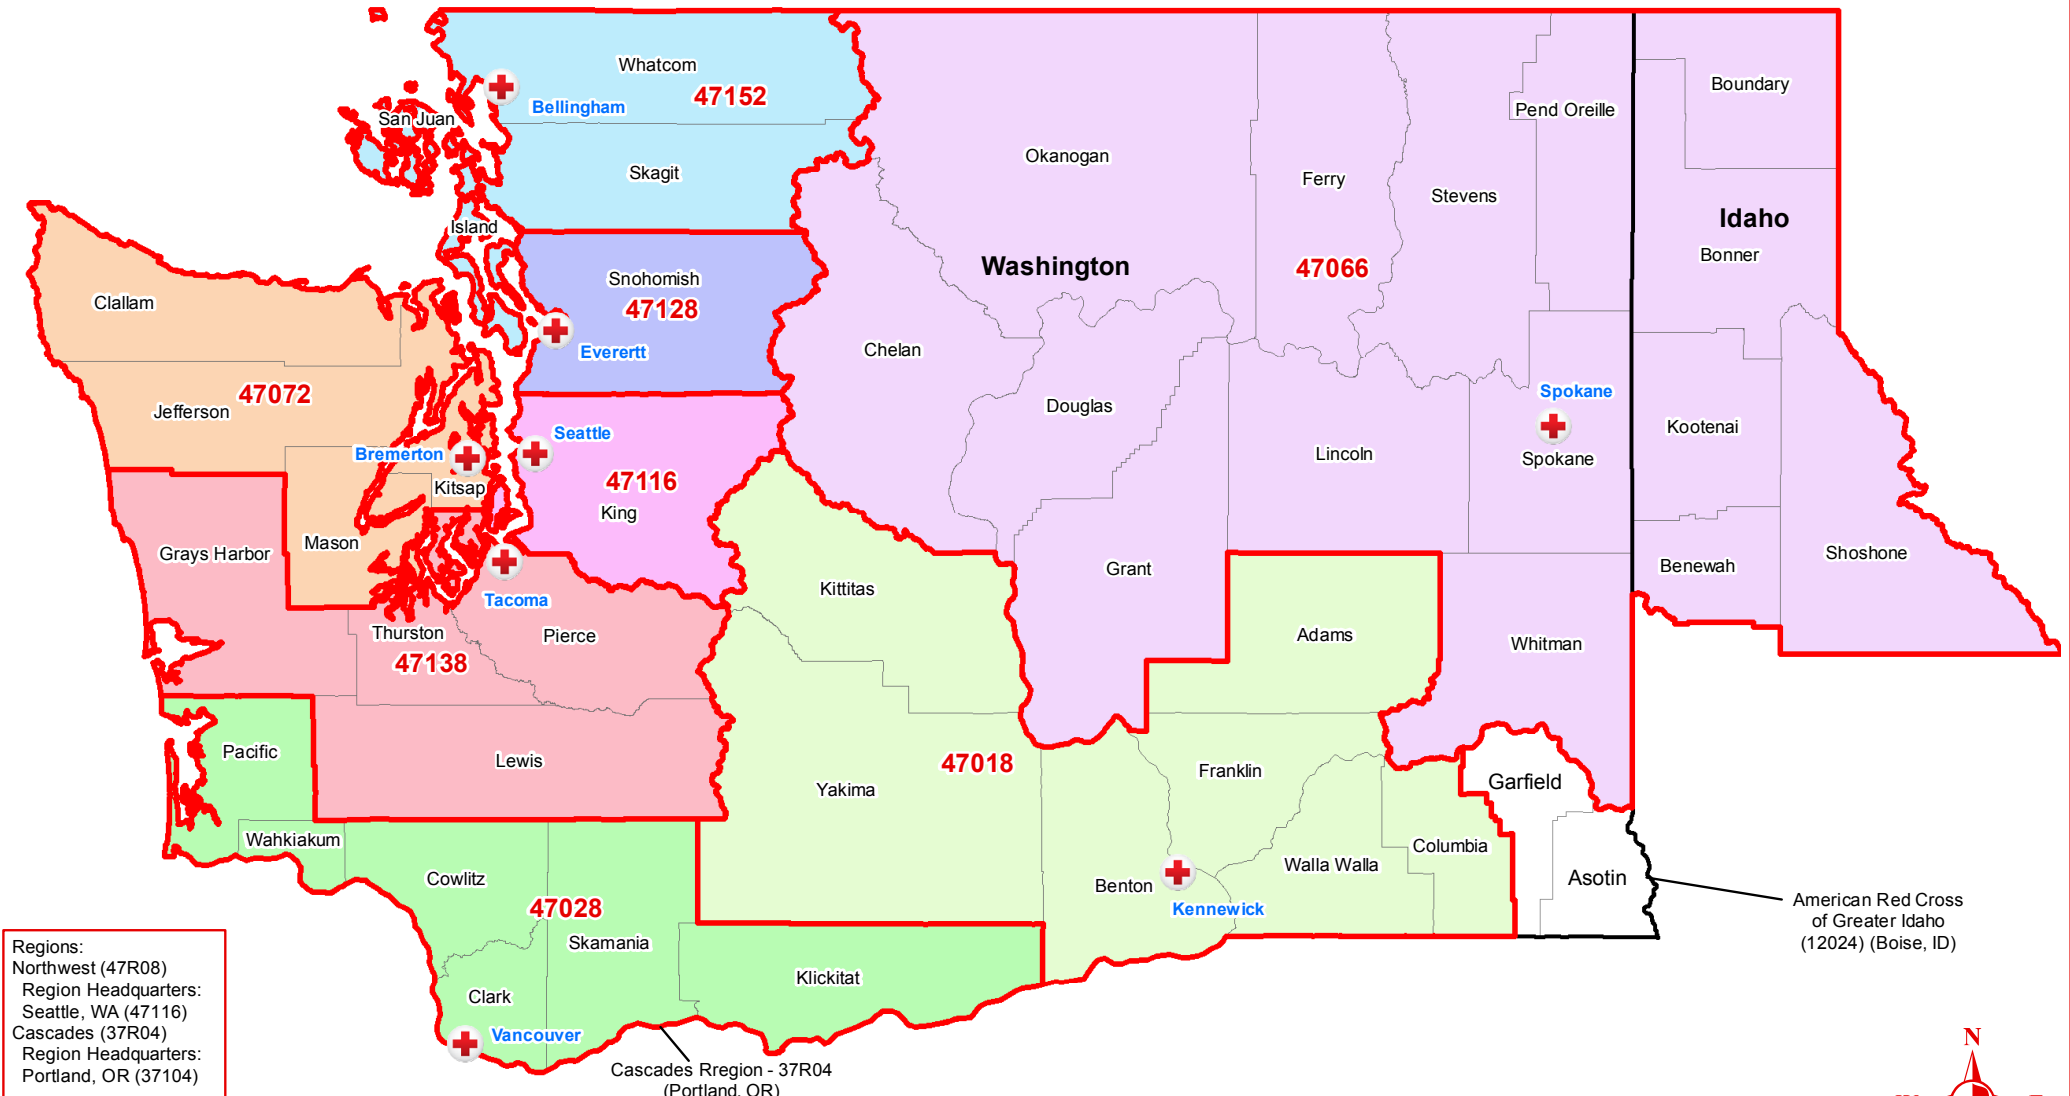 Whatcom
47152
Bellingham
San Juan
Skagit
Island
Snohomish
47128
Everertt
Clallam
47072
Jefferson
Bremerton
Kitsap
Mason
Seattle
47116
King
Grays Harbor
Tacoma
Thurston
Pierce
47138
Lewis
Pacific
Wahkiakum
Cowlitz
47028
Skamania
Clark
Vancouver
Klickitat
Okanogan
Ferry
Stevens
Pend Oreille
Washington
47066
Chelan
Douglas
Lincoln
Spokane
Spokane
Grant
Whitman
Boundary
Idaho
Bonner
Kootenai
Benewah
Shoshone
Kittitas
Adams
Yakima
47018
Franklin
Benton
Kennewick
Walla Walla
Columbia
Garfield
Asotin
American Red Cross
of Greater Idaho
(12024) (Boise, ID)
Cascades Rregion - 37R04
(Portland, OR)
Regions:
Northwest (47R08)
Region Headquarters:
Seattle, WA (47116)
Cascades (37R04)
Region Headquarters:
Portland, OR (37104)
N